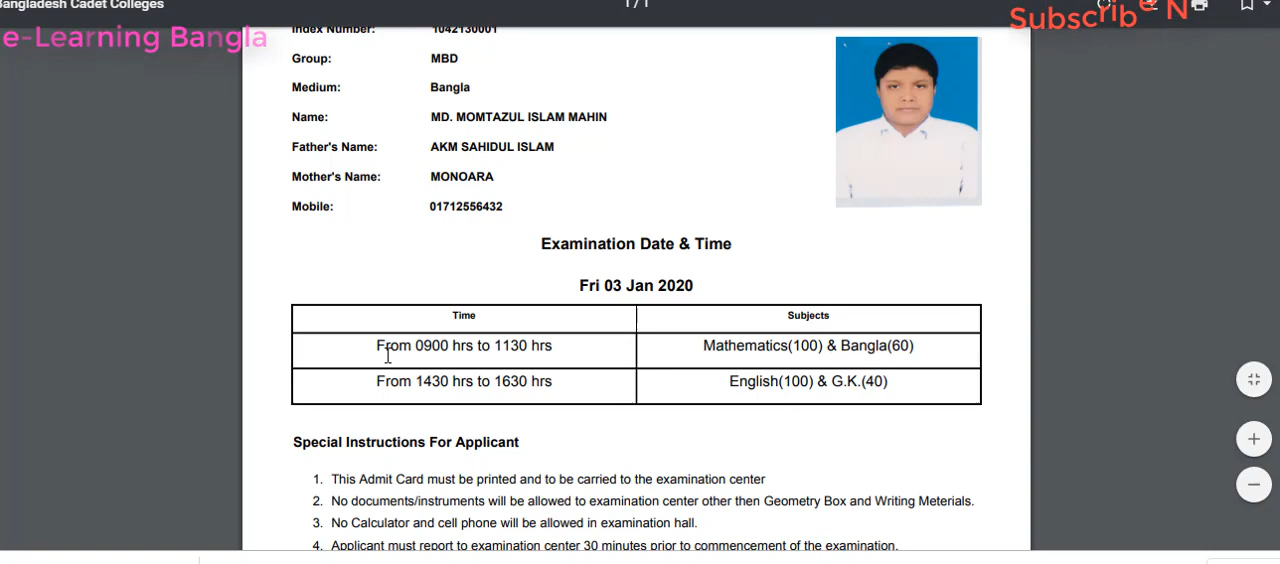 Bangladesh Cadet Colleges
1 / 1
e-Learning Bangla
Subscribe N
Index Number: 1042130001
Group: MBD
Medium: Bangla
Name: MD. MOMTAZUL ISLAM MAHIN
Father's Name: AKM SAHIDUL ISLAM
Mother's Name: MONOARA
Mobile: 01712556432
Examination Date & Time
Fri 03 Jan 2020
Time Subjects
From 0900 hrs to 1130 hrs Mathematics(100) & Bangla(60)
From 1430 hrs to 1630 hrs English(100) & G.K.(40)
Special Instructions For Applicant
1. This Admit Card must be printed and to be carried to the examination center
2. No documents/instruments will be allowed to examination center other then Geometry Box and Writing Meterials.
3. No Calculator and cell phone will be allowed in examination hall.
4. Applicant must report to examination center 30 minutes prior to commencement of the examination.